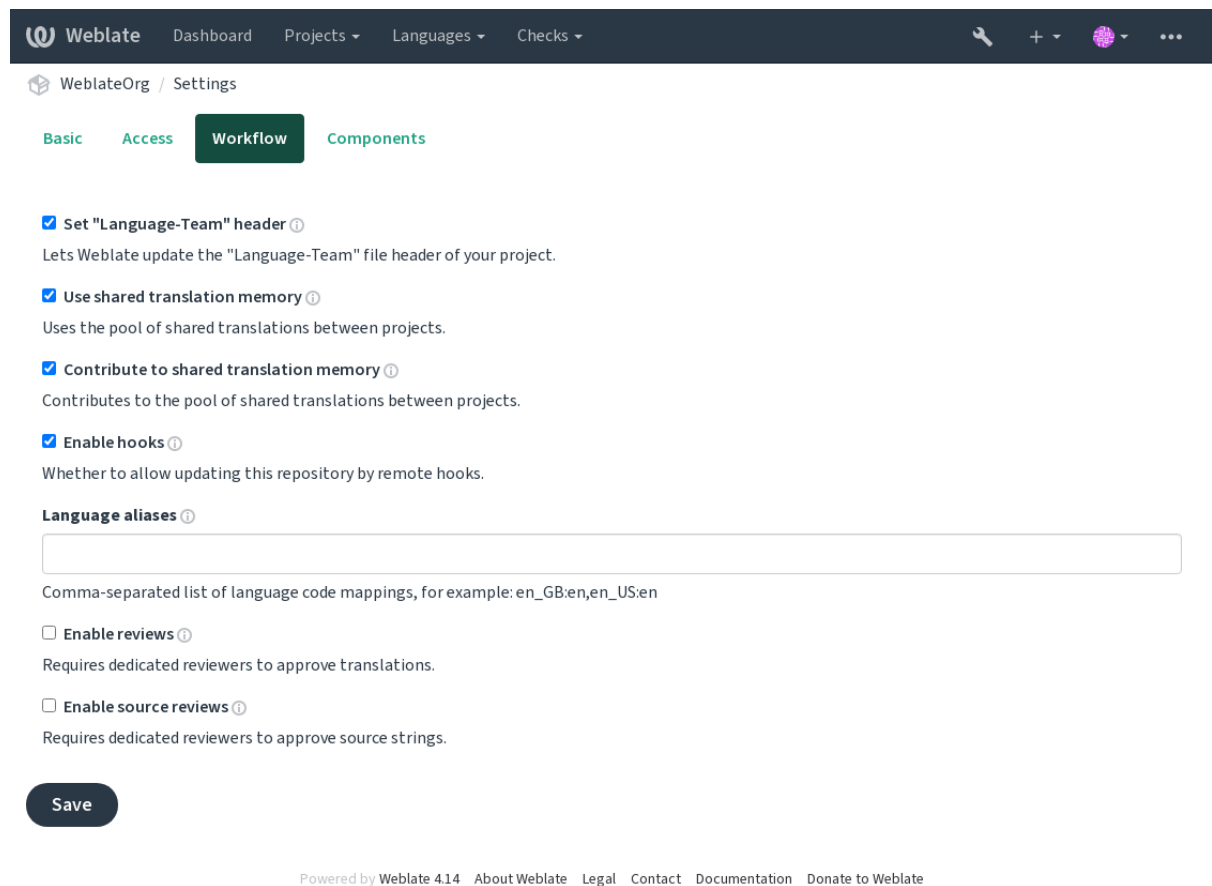 Weblate Dashboard Projects Languages Checks
WeblateOrg / Settings
Basic Access Workflow Components
Set "Language-Team" header
Lets Weblate update the "Language-Team" file header of your project.
Use shared translation memory
Uses the pool of shared translations between projects.
Contribute to shared translation memory
Contributes to the pool of shared translations between projects.
Enable hooks
Whether to allow updating this repository by remote hooks.
Language aliases
Comma-separated list of language code mappings, for example: en_GB:en,en_US:en
Enable reviews
Requires dedicated reviewers to approve translations.
Enable source reviews
Requires dedicated reviewers to approve source strings.
Save
Powered by Weblate 4.14 About Weblate Legal Contact Documentation Donate to Weblate